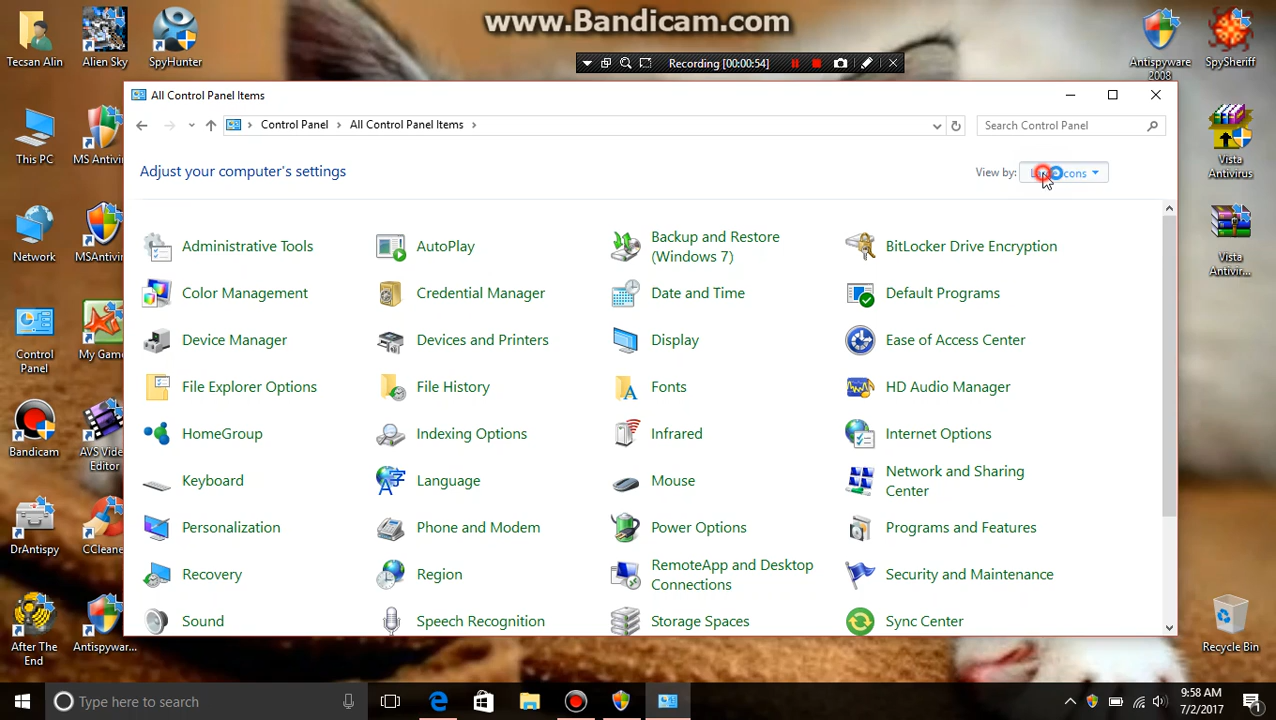 www.Bandicam.com
Recording [00:00:54]
Tecsan Alin
Alien Sky
SpyHunter
Antispyware
2008
SpySheriff
All Control Panel Items
Control Panel
All Control Panel Items
Search Control Panel
This PC
MS Antivir
Vista
Antivirus
Adjust your computer's settings
View by:
cons
Network
MSAntivir
Vista
Antivir...
Administrative Tools
AutoPlay
Backup and Restore
(Windows 7)
BitLocker Drive Encryption
Color Management
Credential Manager
Date and Time
Default Programs
Control
Panel
My Game
Device Manager
Devices and Printers
Display
Ease of Access Center
File Explorer Options
File History
Fonts
HD Audio Manager
Bandicam
AVS Vide
Editor
HomeGroup
Indexing Options
Infrared
Internet Options
Keyboard
Language
Mouse
Network and Sharing
Center
DrAntispy
CCleane
Personalization
Phone and Modem
Power Options
Programs and Features
Recovery
Region
RemoteApp and Desktop
Connections
Security and Maintenance
Sound
Speech Recognition
Storage Spaces
Sync Center
After The
End
Antispywar...
Recycle Bin
Type here to search
9:58 AM
7/2/2017
1